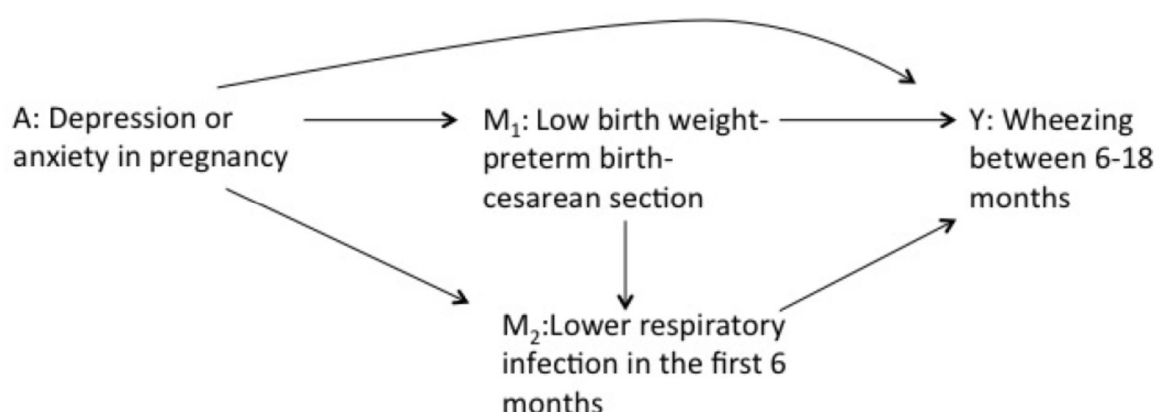 A: Depression or
anxiety in pregnancy
M₁: Low birth weight-
preterm birth-
cesarean section
Y: Wheezing
between 6-18
months
M₂:Lower respiratory
infection in the first 6
months